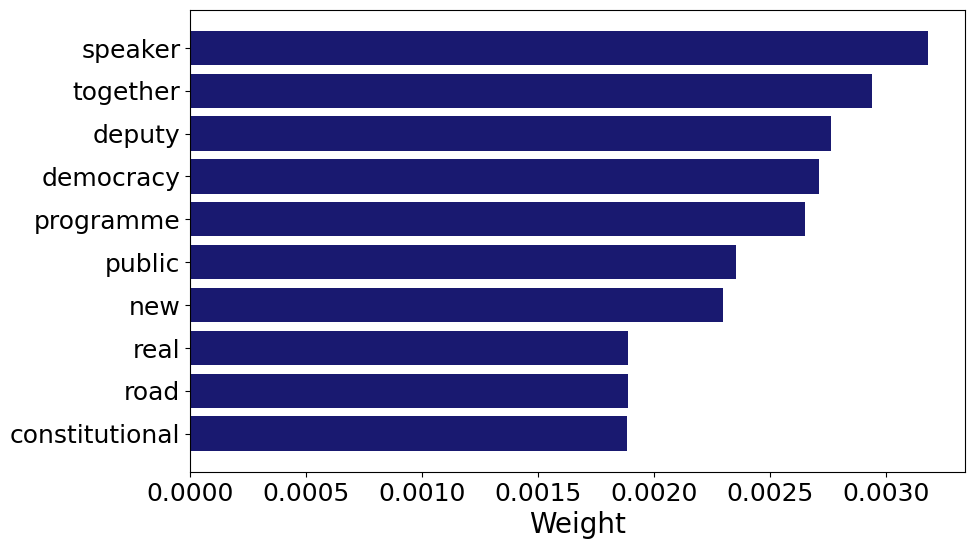 speaker
together
deputy
democracy
programme
public
new
real
road
constitutional
0.0000 0.0005 0.0010 0.0015 0.0020 0.0025 0.0030
Weight